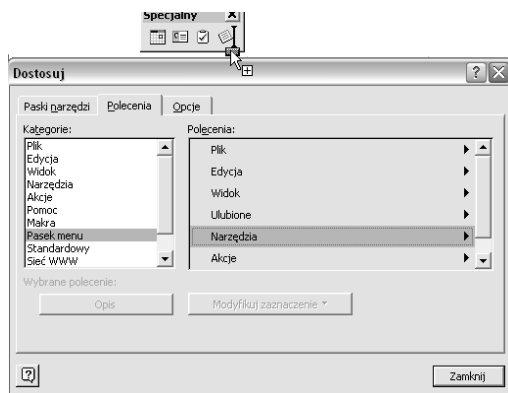 Specjalny
Dostosuj
Paski narzędzi Polecenia Opcje
Kategorie:
Plik
Edycja
Widok
Narzędzia
Akcje
Pomoc
Makra
Pasek menu
Standardowy
Sieć WWW
Polecenia:
Plik
Edycja
Widok
Ulubione
Narzędzia
Akcje
Wybrane polecenie:
Opis
Modyfikuj zaznaczenie
Zamknij